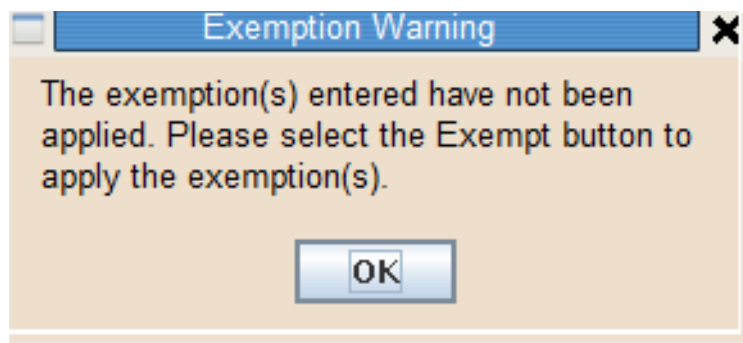 Exemption Warning
The exemption(s) entered have not been
applied. Please select the Exempt button to
apply the exemption(s).
OK